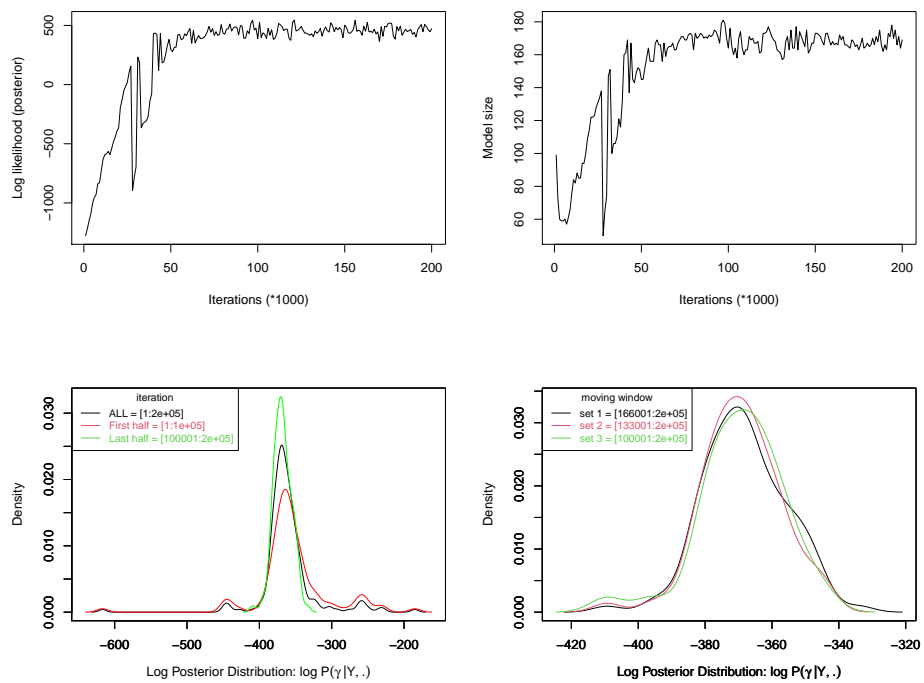 Log likelihood (posterior)
500
0
−500
−1000
0
50
100
150
200
Iterations (*1000)
Model size
180
160
140
120
100
80
60
0
50
100
150
200
Iterations (*1000)
iteration
ALL = [1:2e+05]
First half = [1:1e+05]
Last half = [100001:2e+05]
Density
0.030
0.020
0.010
0.000
−600
−500
−400
−300
−200
Log Posterior Distribution: log P(γ|Y, .)
moving window
set 1 = [166001:2e+05]
set 2 = [133001:2e+05]
set 3 = [100001:2e+05]
Density
0.030
0.020
0.010
0.000
−420
−400
−380
−360
−340
−320
Log Posterior Distribution: log P(γ|Y, .)